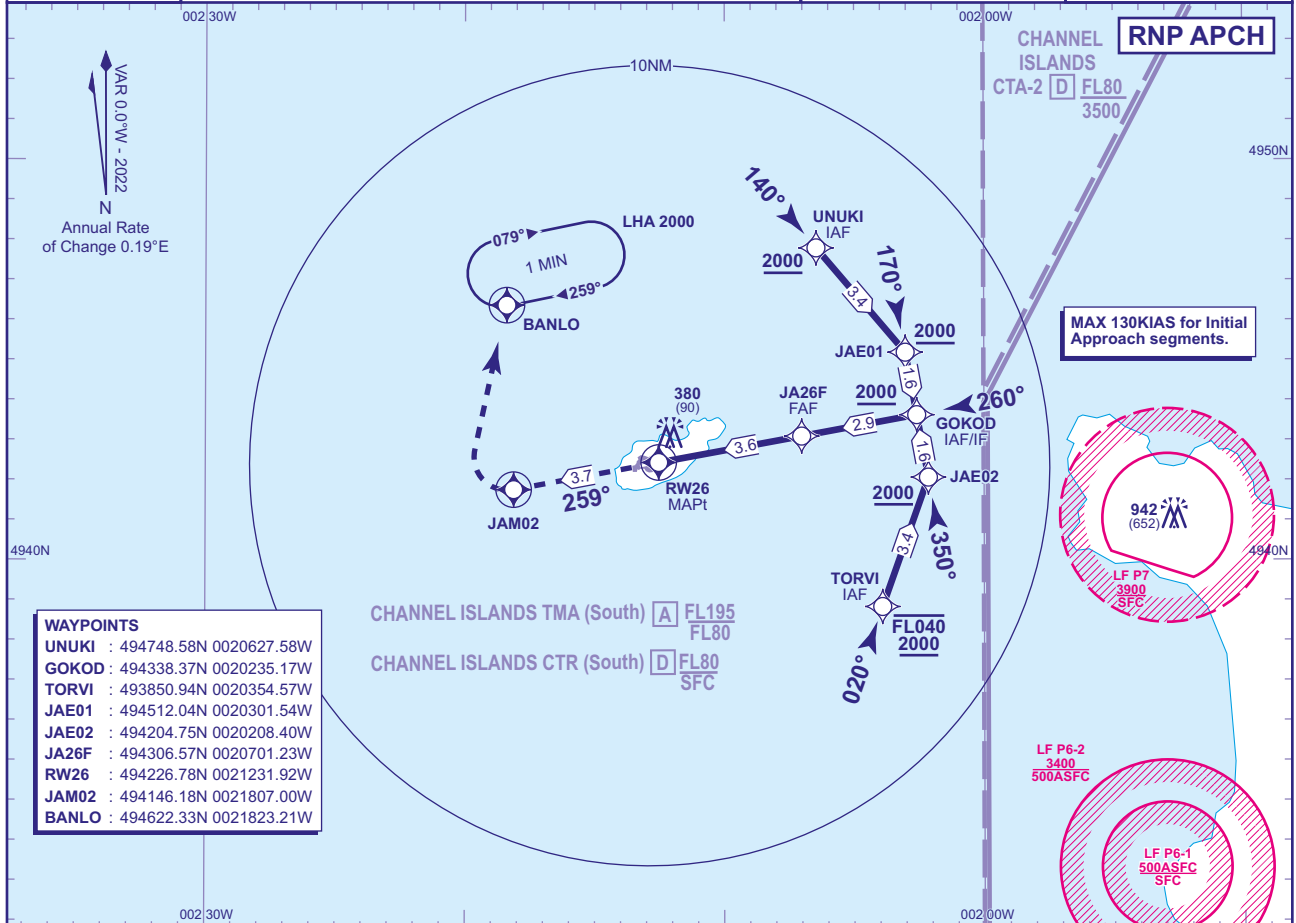 002 30W
002 00W
CHANNEL
ISLANDS
CTA-2 D FL80
3500
RNP APCH
VAR 0.0°W - 2022
N
Annual Rate
of Change 0.19°E
10NM
4950N
140°
UNUKI
IAF
2000
LHA 2000
079°
1 MIN
259°
BANLO
3.4
170°
2000
JAE01
1.6
MAX 130KIAS for Initial
Approach segments.
380
(90)
JA26F
FAF
2000
260°
GOKOD
IAF/IF
2.9
3.6
1.6
RW26
MAPt
3.7
259°
JAM02
2000
JAE02
350°
3.4
942
(652)
4940N
4940N
TORVI
IAF
FL040
2000
020°
LF P7
3900
SFC
CHANNEL ISLANDS TMA (South) A FL195
FL80
CHANNEL ISLANDS CTR (South) D FL80
SFC
WAYPOINTS
UNUKI : 494748.58N 0020627.58W
GOKOD : 494338.37N 0020235.17W
TORVI : 493850.94N 0020354.57W
JAE01 : 494512.04N 0020301.54W
JAE02 : 494204.75N 0020208.40W
JA26F : 494306.57N 0020701.23W
RW26 : 494226.78N 0021231.92W
JAM02 : 494146.18N 0021807.00W
BANLO : 494622.33N 0021823.21W
LF P6-2
3400
500ASFC
LF P6-1
500ASFC
SFC
002 30W
002 00W